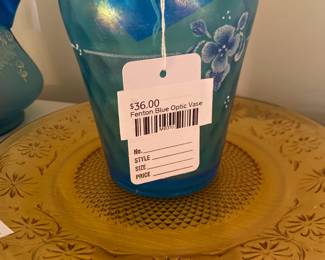 $36.00
Fenton Blue Optic Vase
No.
STYLE
SIZE
PRICE